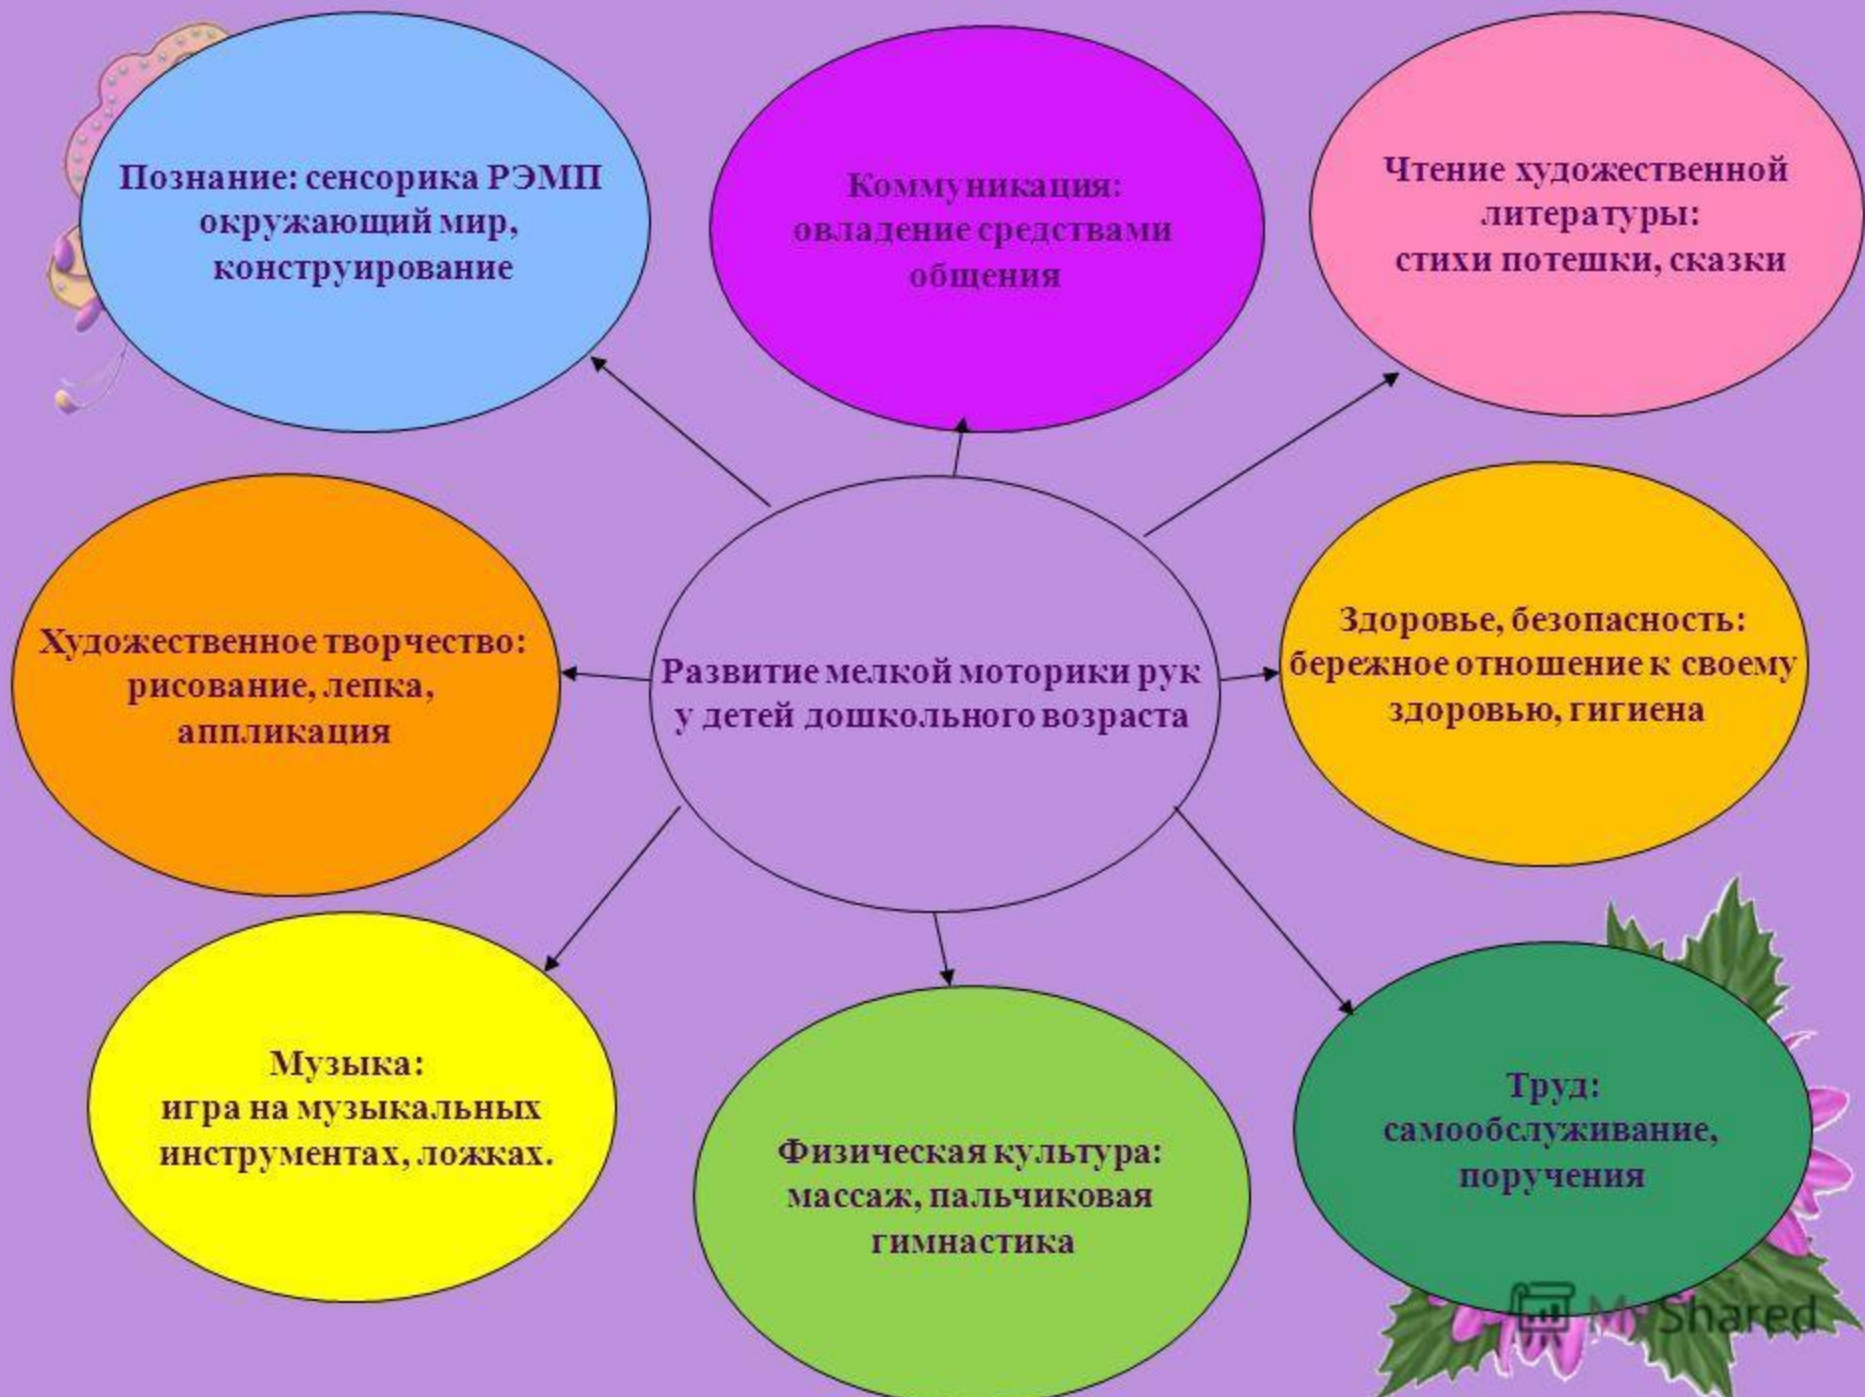 Познание: сенсорика РЭМП
окружающий мир,
конструирование
Коммуникация:
овладение средствами
общения
Чтение художественной
литературы:
стихи потешки, сказки
Художественное творчество:
рисование, лепка,
аппликация
Развитие мелкой моторики рук
у детей дошкольного возраста
Здоровье, безопасность:
бережное отношение к своему
здоровью, гигиена
Музыка:
игра на музыкальных
инструментах, ложках.
Физическая культура:
массаж, пальчиковая
гимнастика
Труд:
самообслуживание,
поручения
MyShared